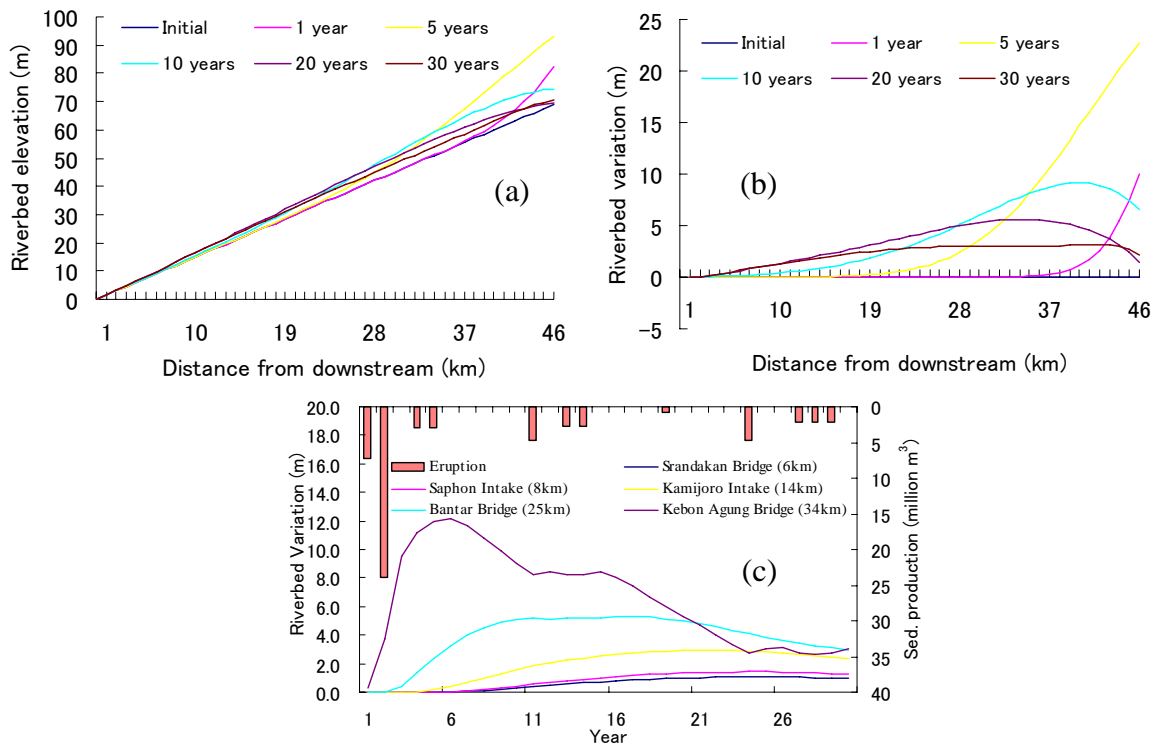 Riverbed elevation (m)
100
90
80
70
60
50
40
30
20
10
0
Initial
1 year
5 years
10 years
20 years
30 years
(a)
1
10
19
28
37
46
Distance from downstream (km)
Riverbed variation (m)
25
20
15
10
5
0
-5
Initial
1 year
5 years
10 years
20 years
30 years
(b)
1
10
19
28
37
46
Distance from downstream (km)
Riverbed Variation (m)
20.0
18.0
16.0
14.0
12.0
10.0
8.0
6.0
4.0
2.0
0.0
Eruption
Srandakan Bridge (6km)
Saphon Intake (8km)
Kamijoro Intake (14km)
Bantar Bridge (25km)
Kebon Agung Bridge (34km)
(c)
0
5
10
15
20
25
30
35
40
Sed. production (million m³)
1
6
11
16
21
26
Year